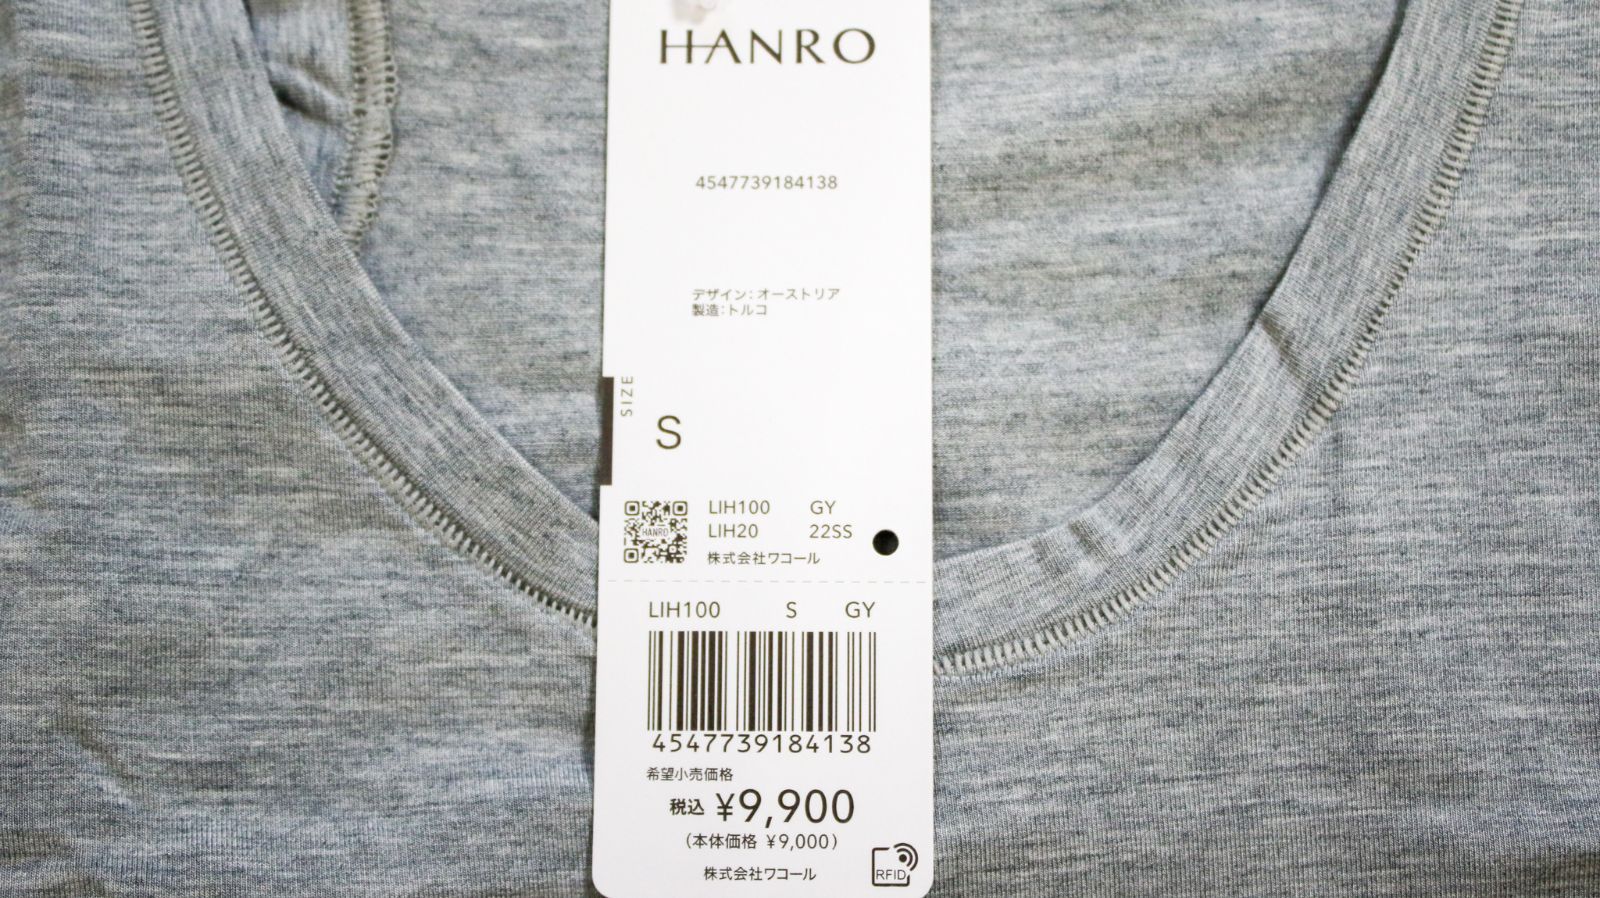 HANRO
4547739184138
デザイン:オーストリア
製造:トルコ
SIZE
S
HANRO
LIH100 GY
LIH20 22SS
株式会社ワコール
LIH100 S GY
4547739184138
希望小売価格
税込 ¥9,900
(本体価格 ¥9,000)
株式会社ワコール
RFID